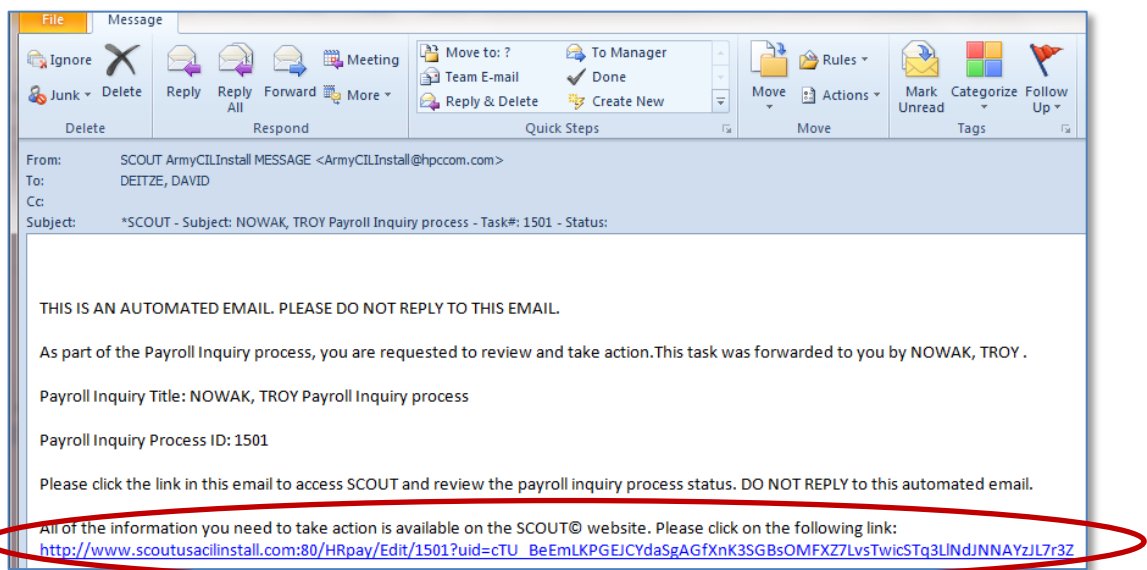 File Message
Ignore
Junk
Delete
Reply
Reply All
Forward
Meeting
More
Move to: ?
Team E-mail
Reply & Delete
To Manager
Done
Create New
Move
Rules
Actions
Mark Unread
Categorize
Follow Up
Delete Respond Quick Steps Move Tags
From: SCOUT ArmyCILInstall MESSAGE <ArmyCILInstall@hpccom.com>
To: DEITZE, DAVID
Cc:
Subject: *SCOUT - Subject: NOWAK, TROY Payroll Inquiry process - Task#: 1501 - Status:
THIS IS AN AUTOMATED EMAIL. PLEASE DO NOT REPLY TO THIS EMAIL.
As part of the Payroll Inquiry process, you are requested to review and take action.This task was forwarded to you by NOWAK, TROY .
Payroll Inquiry Title: NOWAK, TROY Payroll Inquiry process
Payroll Inquiry Process ID: 1501
Please click the link in this email to access SCOUT and review the payroll inquiry process status. DO NOT REPLY to this automated email.
All of the information you need to take action is available on the SCOUT© website. Please click on the following link:
http://www.scoutusacilinstall.com:80/HRpay/Edit/1501?uid=cTU_BeEmLKPGEJCYdaSgAGfXnK3SGBsOMFXZ7LvsTwicSTq3LlNdJNNAYzJL7r3Z